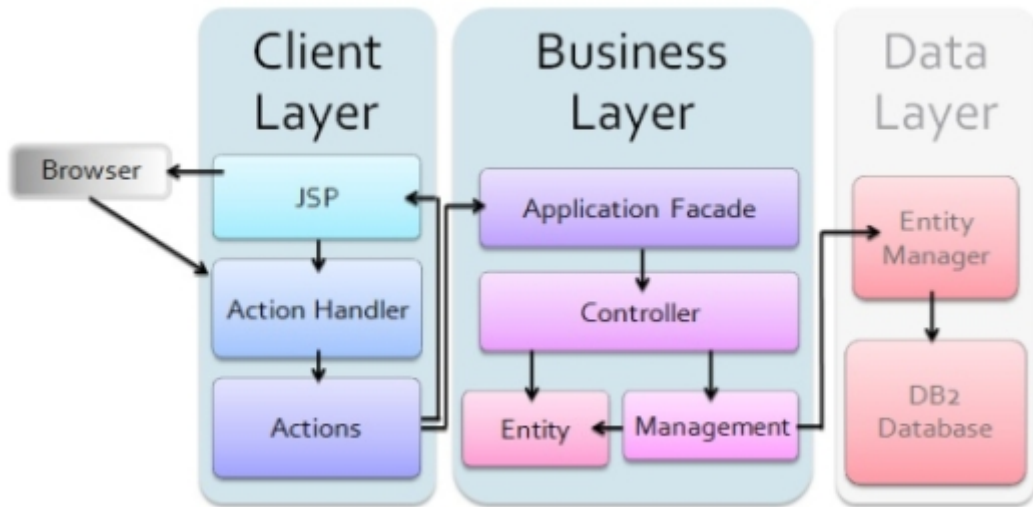 Client
Layer
Business
Layer
Data
Layer
Browser
JSP
Action Handler
Actions
Application Facade
Controller
Entity
Management
Entity
Manager
DB2
Database